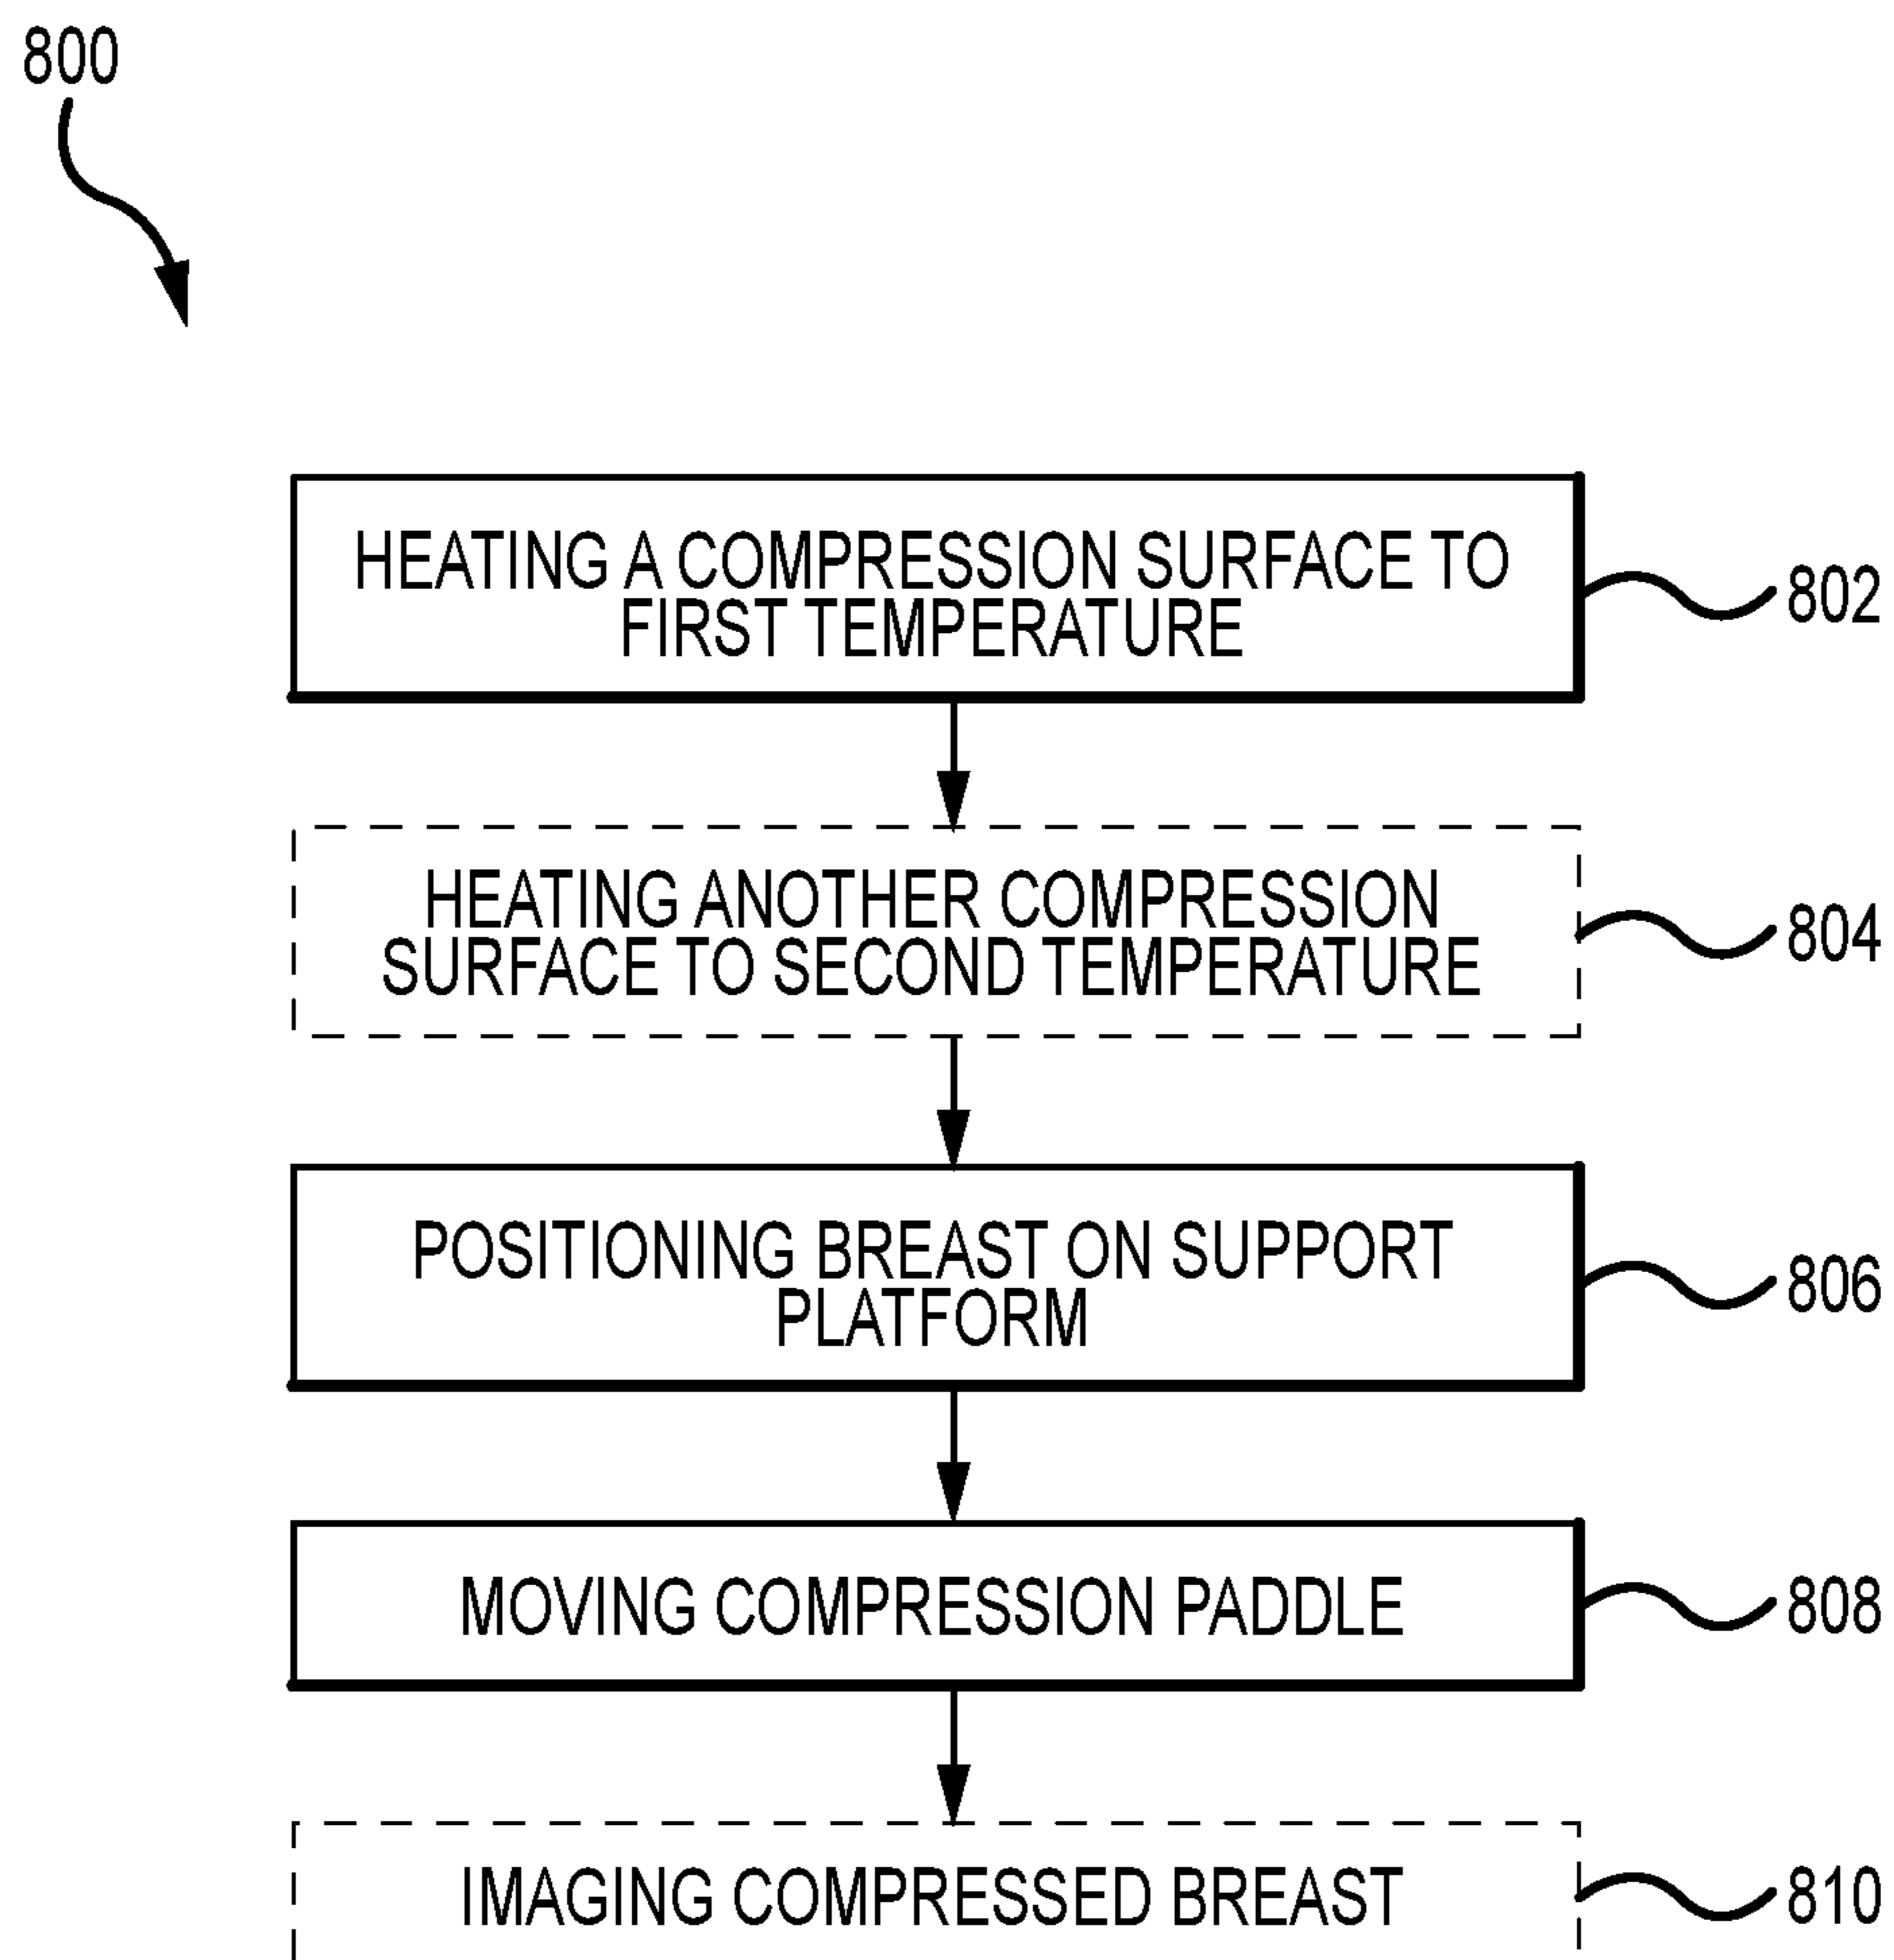 800
HEATING A COMPRESSION SURFACE TO
FIRST TEMPERATURE
802
HEATING ANOTHER COMPRESSION
SURFACE TO SECOND TEMPERATURE
804
POSITIONING BREAST ON SUPPORT
PLATFORM
806
MOVING COMPRESSION PADDLE
808
IMAGING COMPRESSED BREAST
810